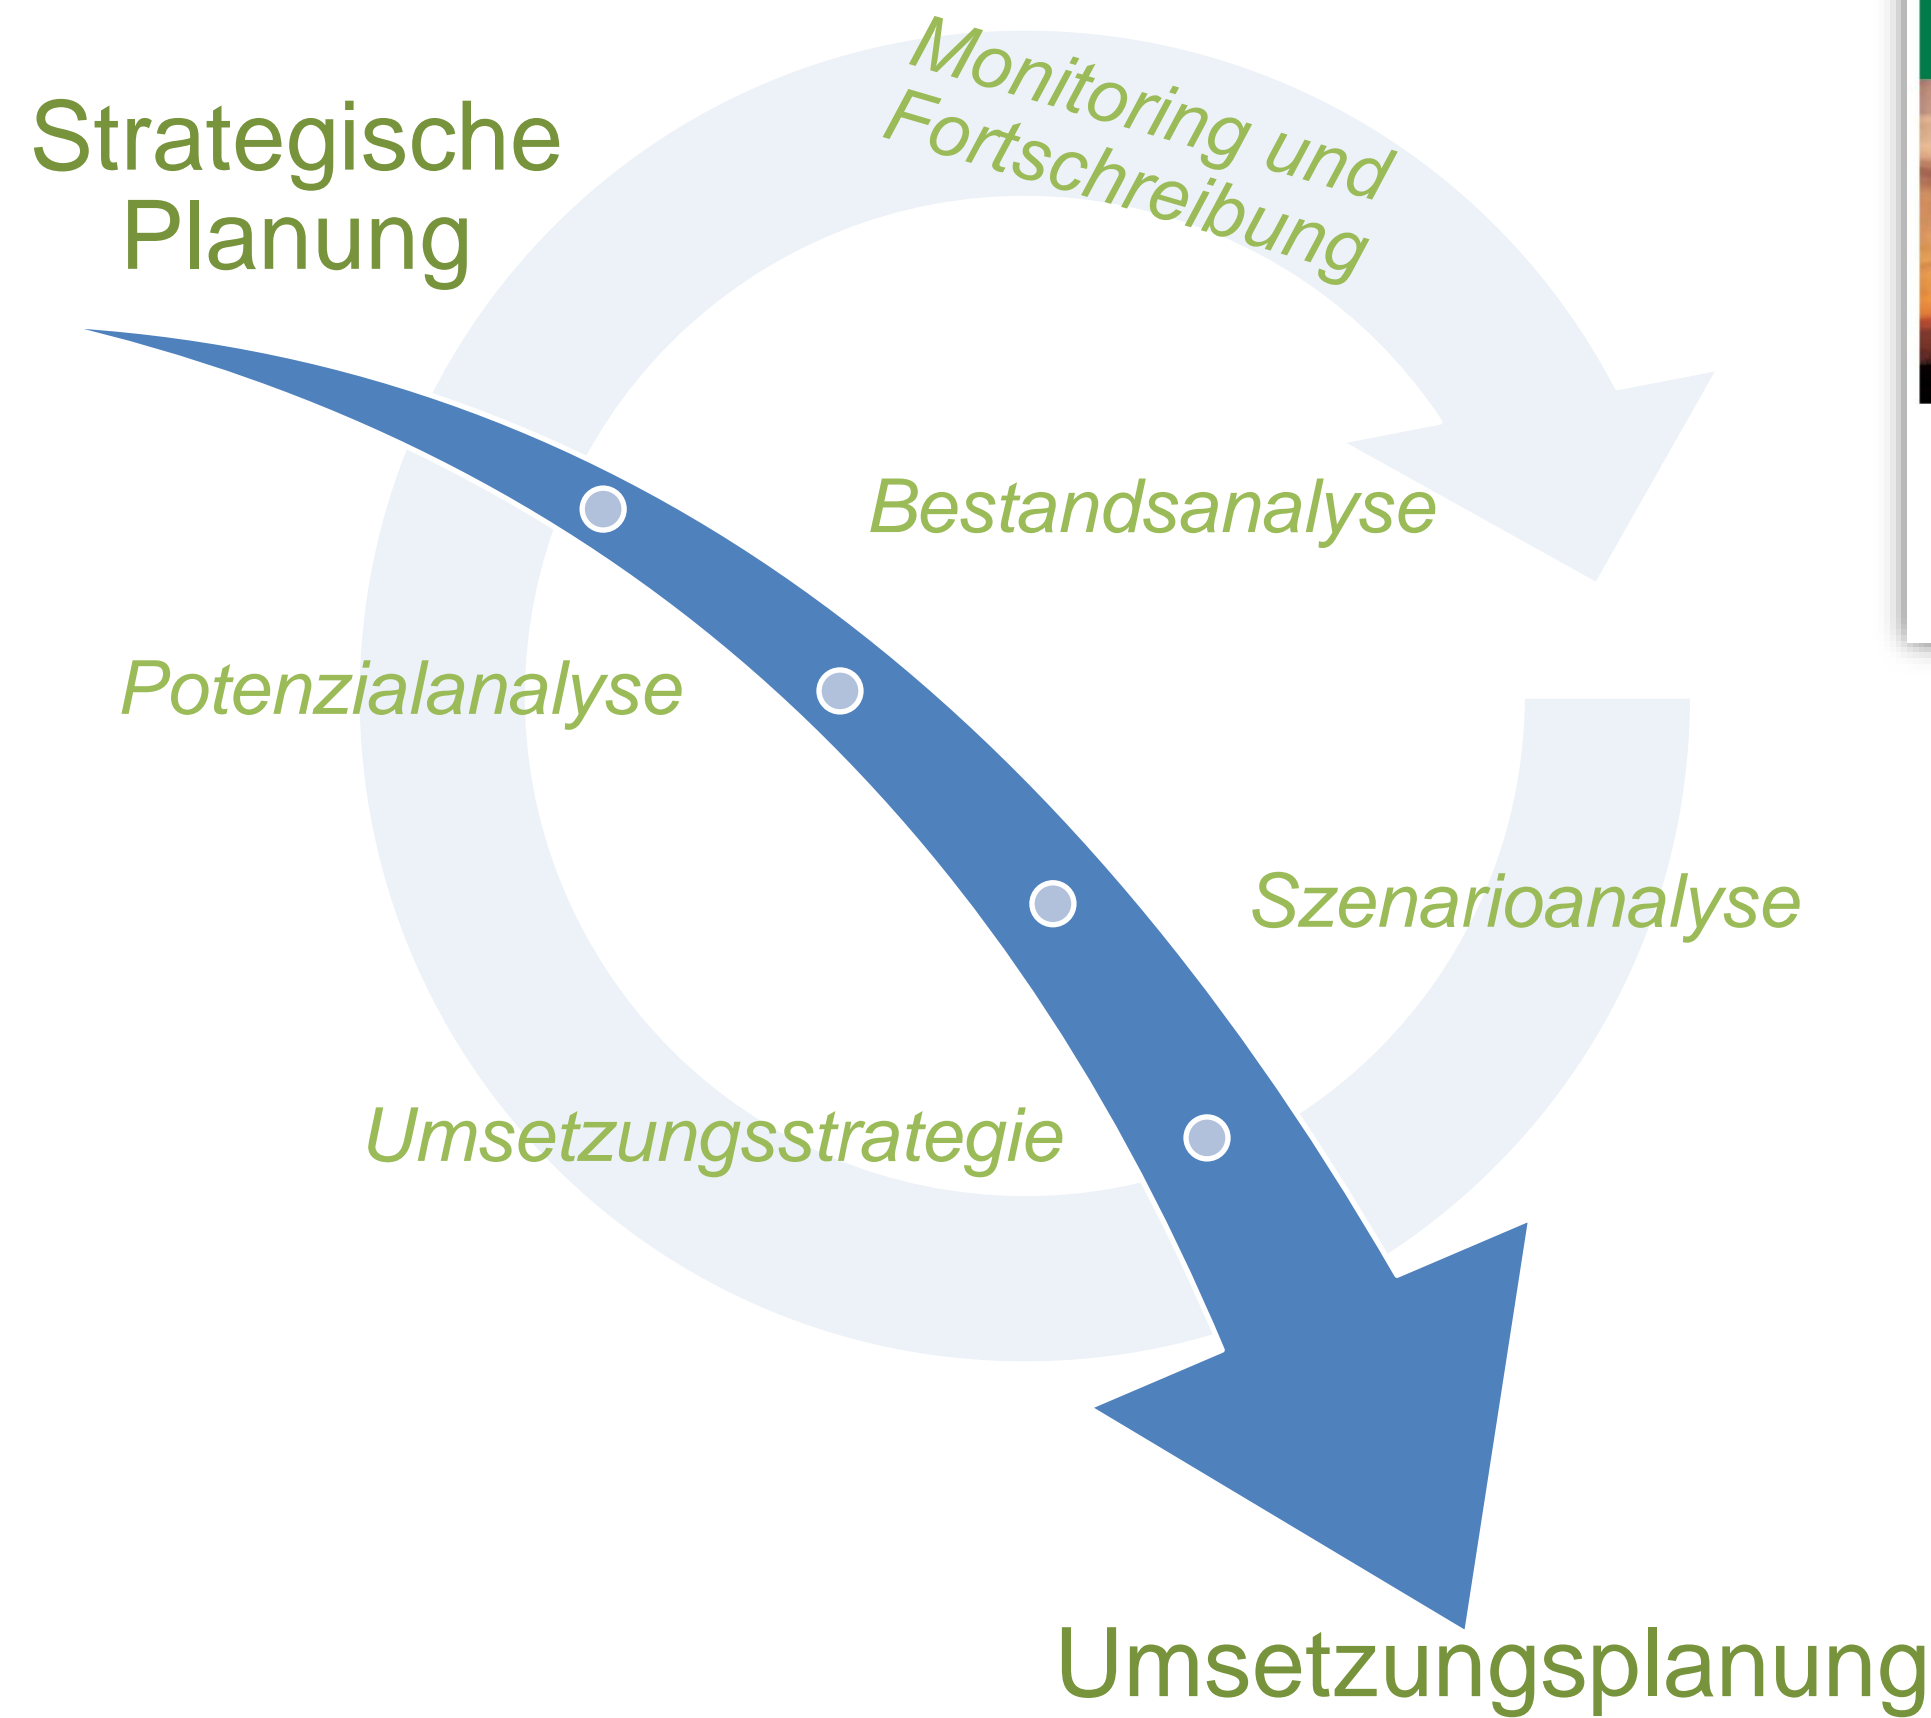 Monitoring und
Fortschreibung
Strategische
Planung
Bestandsanalyse
Potenzialanalyse
Szenarioanalyse
Umsetzungsstrategie
Umsetzungsplanung